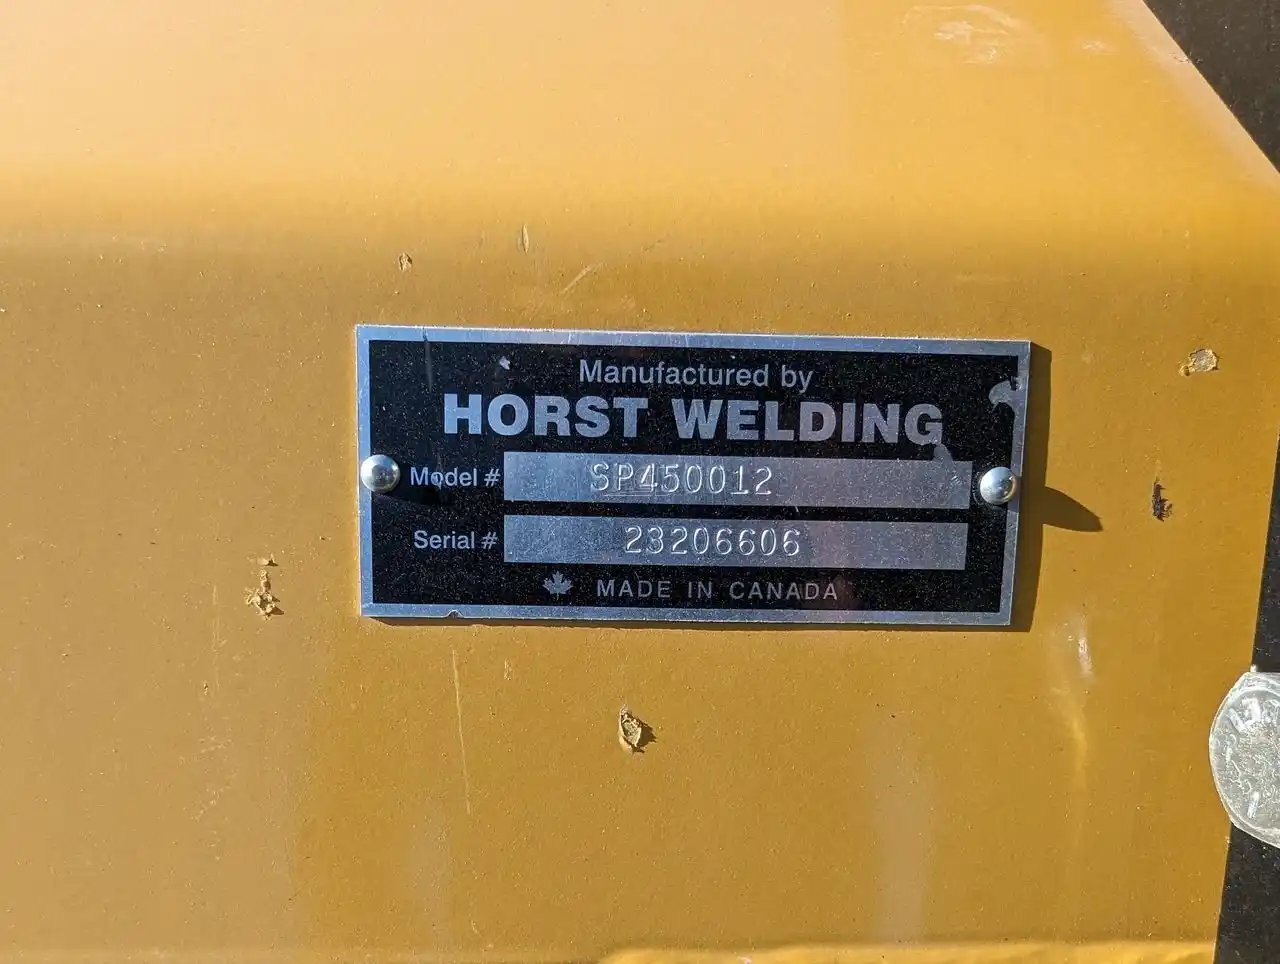 Manufactured by
HORST WELDING
Model # SP450012
Serial # 23206606
MADE IN CANADA